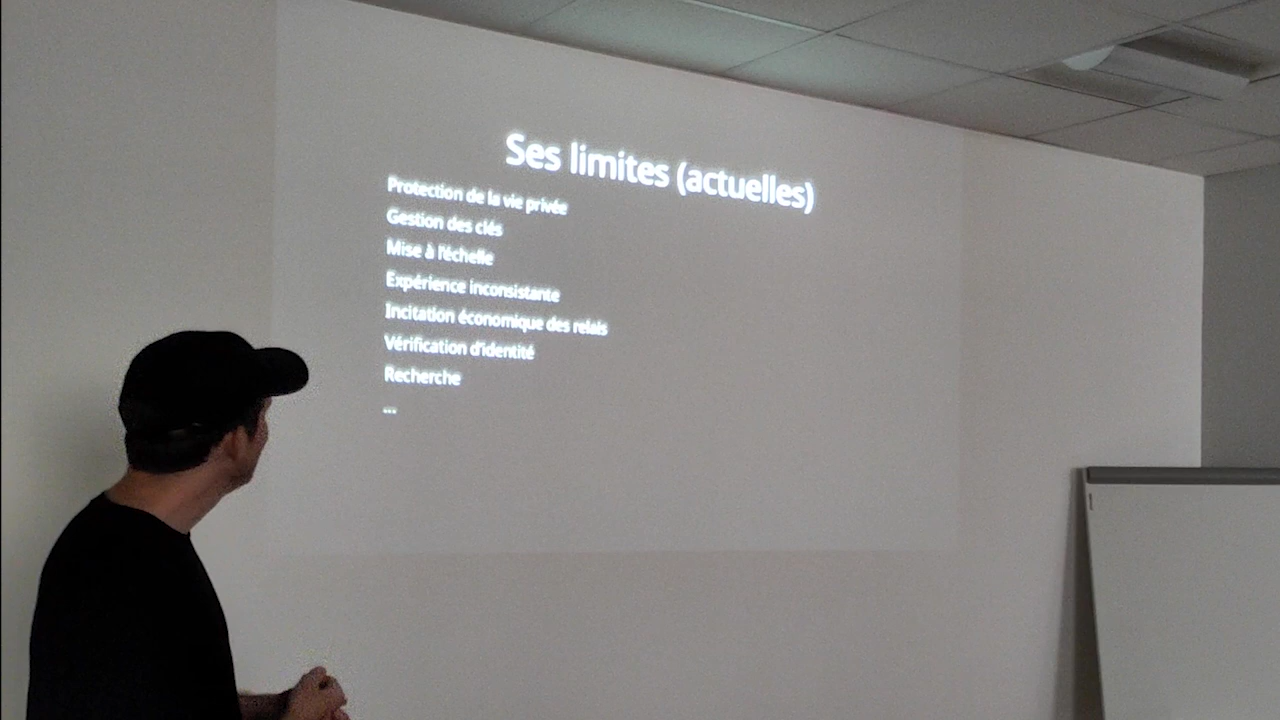 Ses limites (actuelles)
Protection de la vie privée
Gestion des clés
Mise à l'échelle
Expérience inconsistante
Incitation économique des relais
Vérification d'identité
Recherche
...